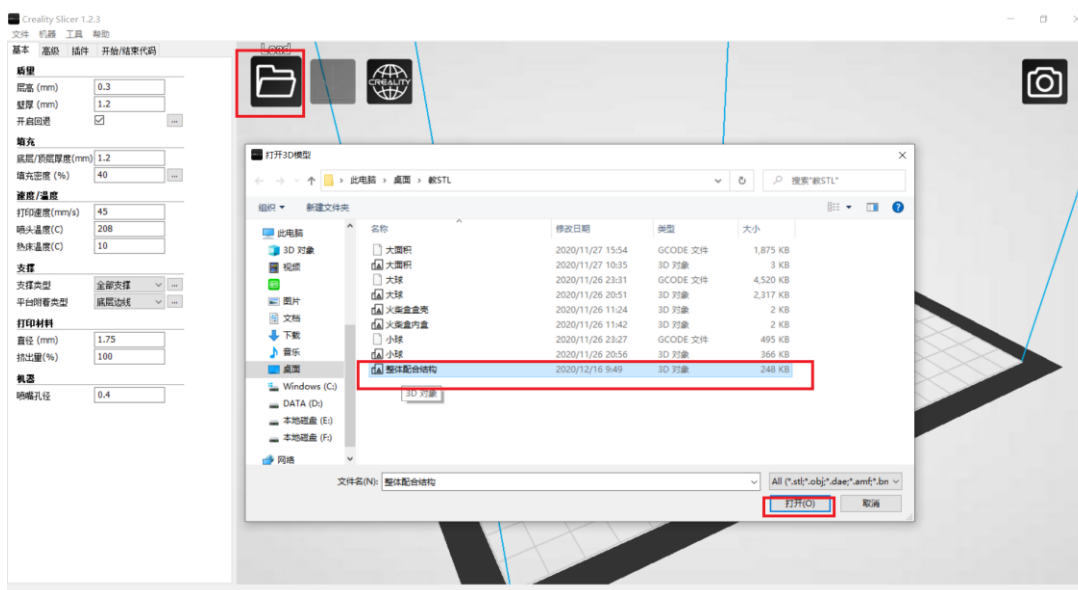 Creality Slicer 1.2.3
文件 机器 工具 帮助
基本 高级 插件 开始/结束代码
质量
层高 (mm) 0.3
壁厚 (mm) 1.2
开启回退 ...
填充
底层/顶层厚度(mm) 1.2
填充密度 (%) 40 ...
速度/温度
打印速度(mm/s) 45
喷头温度(C) 208
热床温度(C) 10
支撑
支撑类型 全部支撑 ...
平台附着类型 底层边线 ...
打印材料
直径 (mm) 1.75
挤出量(%) 100
机器
喷嘴孔径 0.4
Load
CREALITY
打开3D模型
此电脑 › 桌面 › 教STL
搜索"教STL"
组织 新建文件夹
此电脑
3D 对象
视频
图片
文档
下载
音乐
桌面
Windows (C:)
DATA (D:)
本地磁盘 (E:)
本地磁盘 (F:)
网络
名称 修改日期 类型 大小
大面积 2020/11/27 15:54 GCODE 文件 1,875 KB
大面积 2020/11/27 10:35 3D 对象 3 KB
大球 2020/11/26 23:31 GCODE 文件 4,520 KB
大球 2020/11/26 20:51 3D 对象 2,317 KB
火柴盒盒壳 2020/11/26 11:24 3D 对象 2 KB
火柴盒内盒 2020/11/26 11:42 3D 对象 2 KB
小球 2020/11/26 23:27 GCODE 文件 495 KB
小球 2020/11/26 20:56 3D 对象 366 KB
整体配合结构 2020/12/16 9:49 3D 对象 248 KB
3D 对象
文件名(N): 整体配合结构
All (*.stl;*.obj;*.dae;*.amf;*.bn
打开(O) 取消